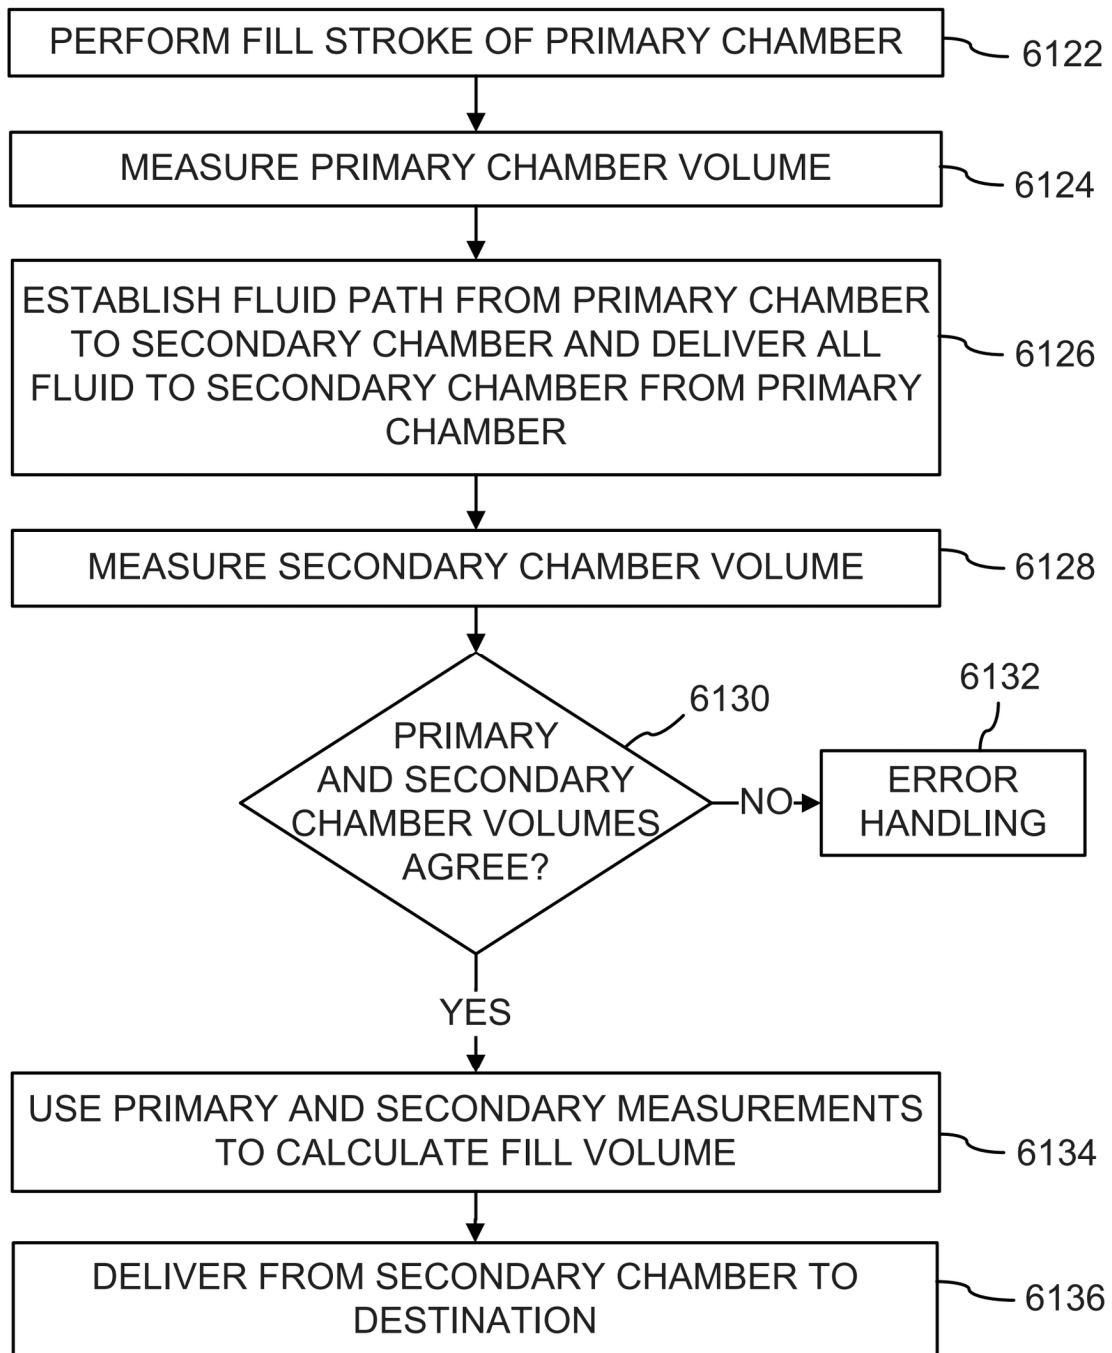 PERFORM FILL STROKE OF PRIMARY CHAMBER
6122
MEASURE PRIMARY CHAMBER VOLUME
6124
ESTABLISH FLUID PATH FROM PRIMARY CHAMBER
TO SECONDARY CHAMBER AND DELIVER ALL
FLUID TO SECONDARY CHAMBER FROM PRIMARY
CHAMBER
6126
MEASURE SECONDARY CHAMBER VOLUME
6128
PRIMARY
AND SECONDARY
CHAMBER VOLUMES
AGREE?
6130
NO
6132
ERROR
HANDLING
YES
USE PRIMARY AND SECONDARY MEASUREMENTS
TO CALCULATE FILL VOLUME
6134
DELIVER FROM SECONDARY CHAMBER TO
DESTINATION
6136